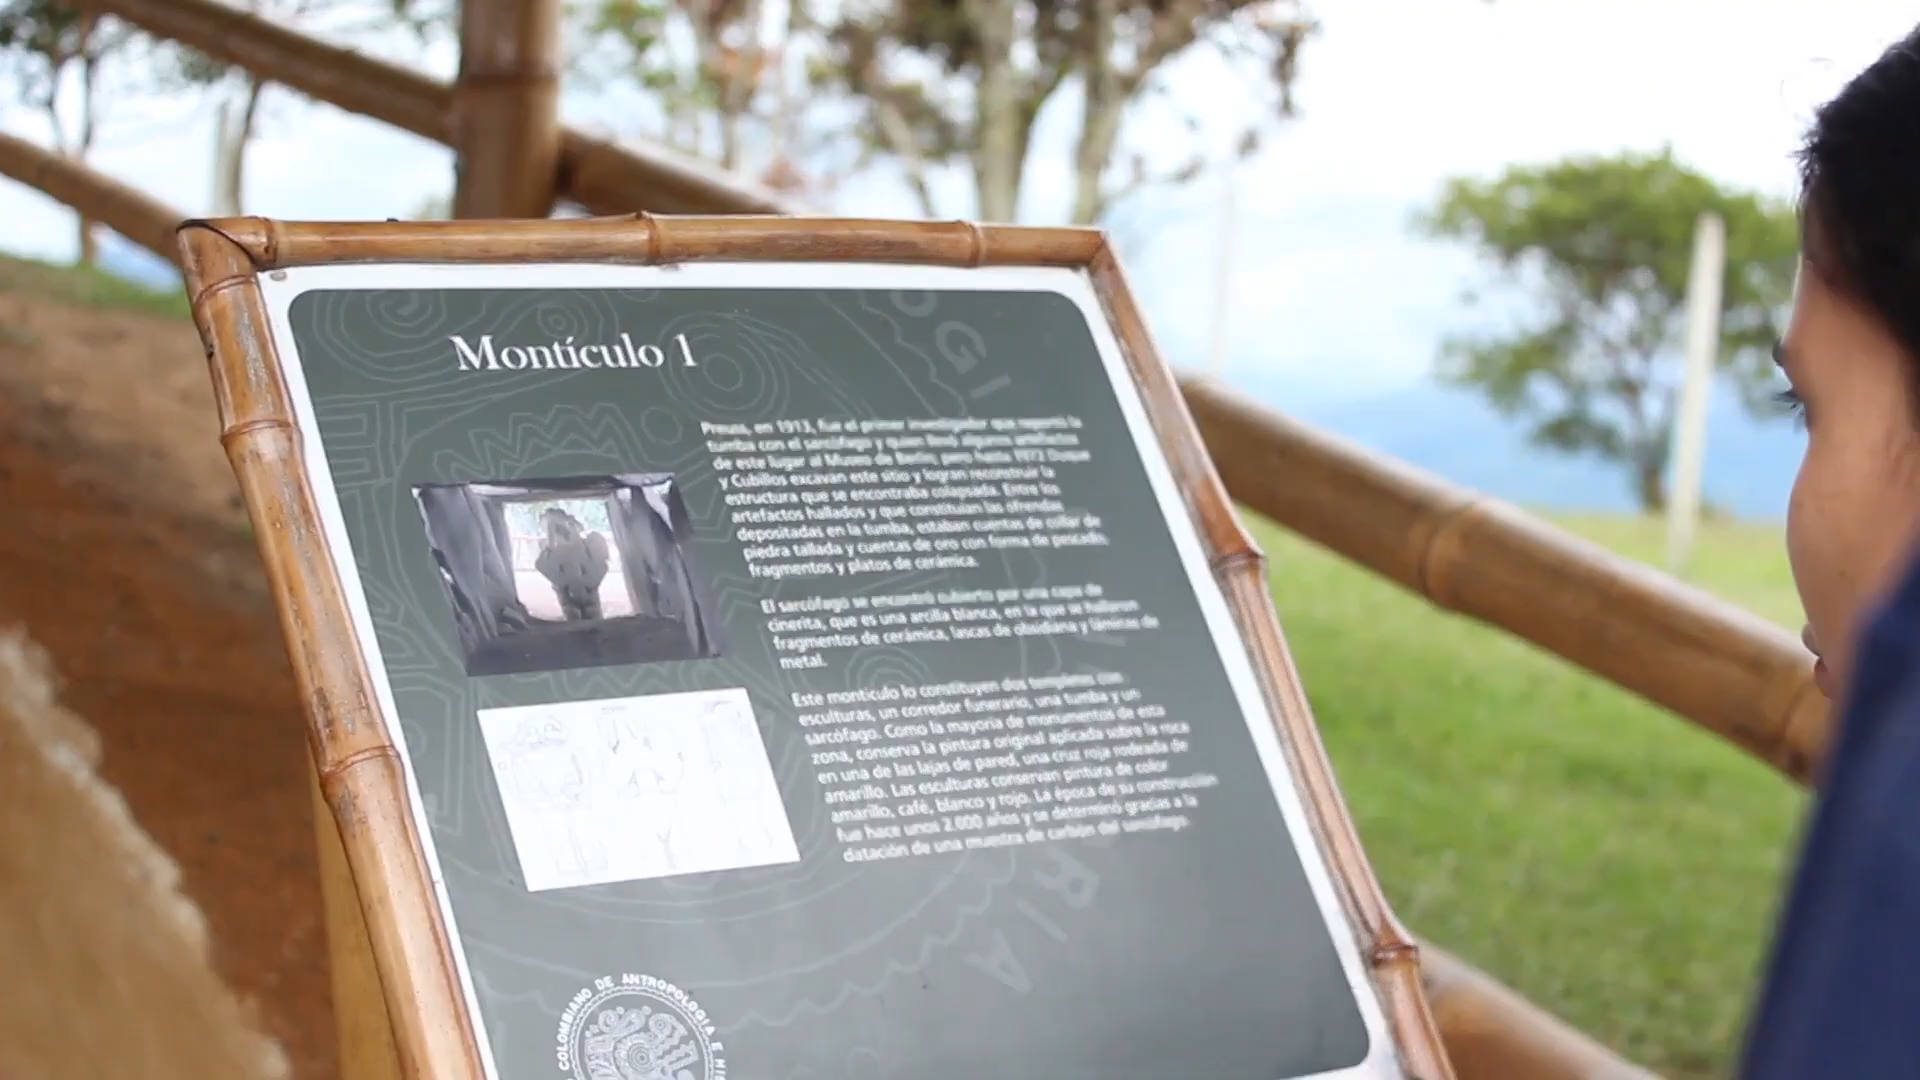 Montículo 1
Preuss, en 1913, fue el primer investigador que reportó la
tumba con el sarcófago y quien llevó algunos artefactos
de este lugar al Museo de Berlín; pero hasta 1972 Duque
y Cubillos excavan este sitio y logran reconstruir la
estructura que se encontraba colapsada. Entre los
artefactos hallados y que constituían las ofrendas
depositadas en la tumba, estaban cuentas de collar de
piedra tallada y cuentas de oro con forma de pescado,
fragmentos y platos de cerámica.
El sarcófago se encontró cubierto por una capa de
cinerita, que es una arcilla blanca, en la que se hallaron
fragmentos de cerámica, lascas de obsidiana y láminas de
metal.
Este montículo lo constituyen dos templetes con
esculturas, un corredor funerario, una tumba y un
sarcófago. Como la mayoría de monumentos de esta
zona, conserva la pintura original aplicada sobre la roca
en una de las lajas de pared, una cruz roja rodeada de
amarillo. Las esculturas conservan pintura de color
amarillo, café, blanco y rojo. La época de su construcción
fue hace unos 2.000 años y se determinó gracias a la
datación de una muestra de carbón del sarcófago.
COLOMBIANO DE ANTROPOLOGÍA E HIS